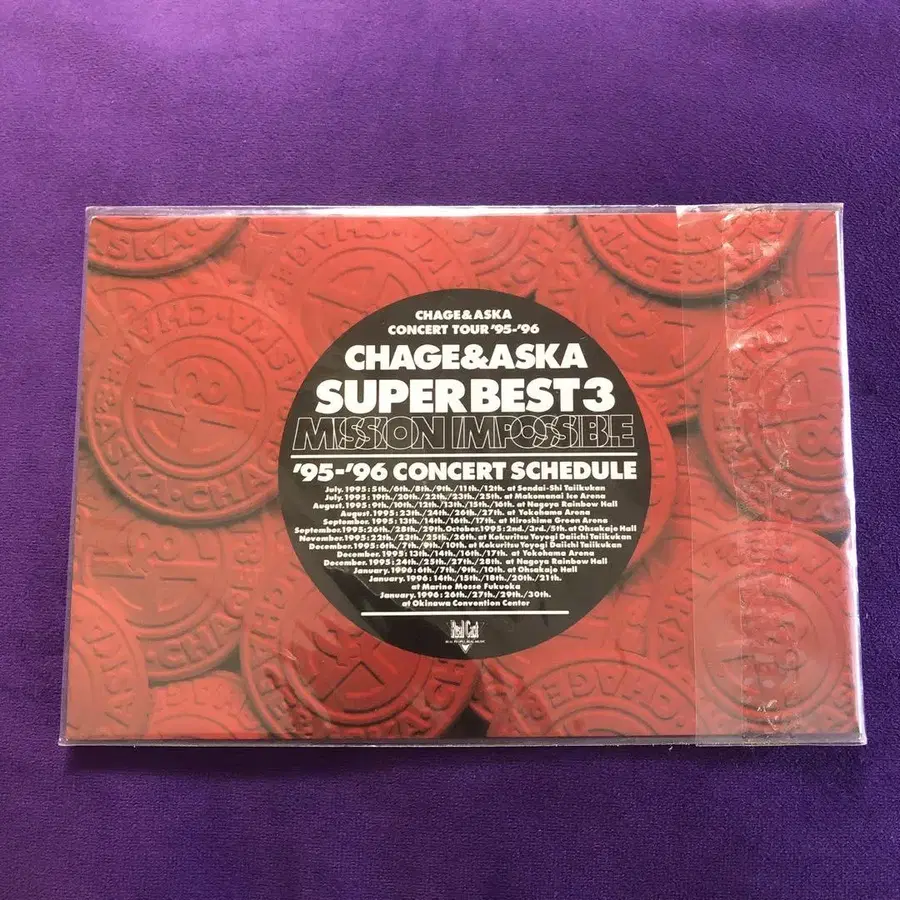 CHAGE&ASKA
CONCERT TOUR '95-'96
CHAGE&ASKA
SUPER BEST 3
MISSION IMPOSSIBLE
'95-'96 CONCERT SCHEDULE
July.1995:5th./6th./8th./9th./11th./12th. at Sendai-Shi Taiikukan
July.1995:19th./20th./22th./23th./25th. at Makomanai Ice Arena
August.1995:9th./10th./12th./13th./15th./16th. at Nagoya Rainbow Hall
August.1995:23th./24th./26th./27th. at Yokohama Arena
September.1995:13th./14th./16th./17th. at Hiroshima Green Arena
September.1995:26th./28th./29th.October.1995:2nd./3rd./5th. at Ohsakajo Hall
November.1995:22th./23th./25th./26th. at Kokuritsu Yoyogi Daiichi Taiikukan
December.1995:6th./7th./9th./10th. at Kokuritsu Yoyogi Daiichi Taiikukan
December.1995:13th./14th./16th./17th. at Yokohama Arena
December.1995:24th./25th./27th./28th. at Nagoya Rainbow Hall
January.1996:6th./7th./9th./10th. at Ohsakajo Hall
January.1996:14th./15th./18th./20th./21th.
at Marine Messe Fukuoka
January.1996:26th./27th./29th./30th.
at Okinawa Convention Center
Real Cast
CHAGE&ASKA
CHAGE&ASKA
CHAGE&ASKA